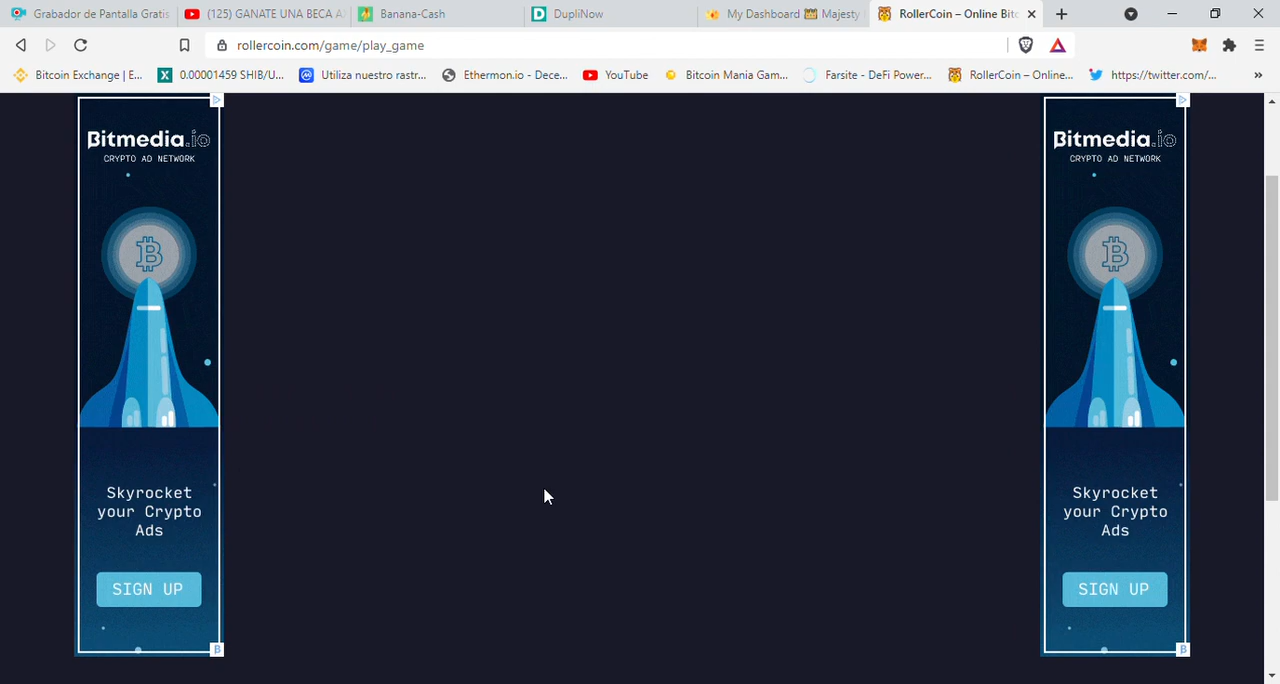 Grabador de Pantalla Gratis
(125) GANATE UNA BECA A
Banana-Cash
DupliNow
My Dashboard 👑 Majesty
RollerCoin – Online Bitc
rollercoin.com/game/play_game
Bitcoin Exchange | E...
0.00001459 SHIB/U...
Utiliza nuestro rastr...
Ethermon.io - Dece...
YouTube
Bitcoin Mania Gam...
Farsite - DeFi Power...
RollerCoin – Online...
https://twitter.com/...
»
Bitmedia.io
CRYPTO AD NETWORK
Skyrocket
your Crypto
Ads
SIGN UP
Bitmedia.io
CRYPTO AD NETWORK
Skyrocket
your Crypto
Ads
SIGN UP